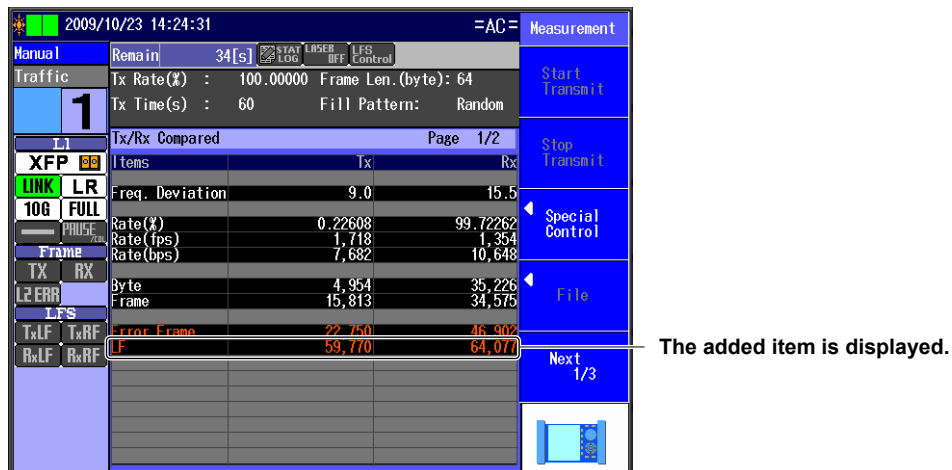 2009/10/23 14:24:31 =AC= Measurement
Manual Remain 34[s] STAT LOG LASER OFF LFS Control
Traffic Tx Rate(%) : 100.00000 Frame Len.(byte): 64 Start Transmit
1 Tx Time(s) : 60 Fill Pattern: Random
L1 Tx/Rx Compared Page 1/2 Stop Transmit
XFP Items Tx Rx
LINK LR Freq. Deviation 9.0 15.5
10G FULL Rate(%) 0.22608 99.72262 Special Control
PAUSE Rate(fps) 1,718 1,354
Frame Rate(bps) 7,682 10,648
TX RX Byte 4,954 35,226 File
L2 ERR Frame 15,813 34,575
LFS
TxLF TxRF Error Frame 22,750 46,902
RxLF RxRF LF 59,770 64,077 The added item is displayed.
Next 1/3